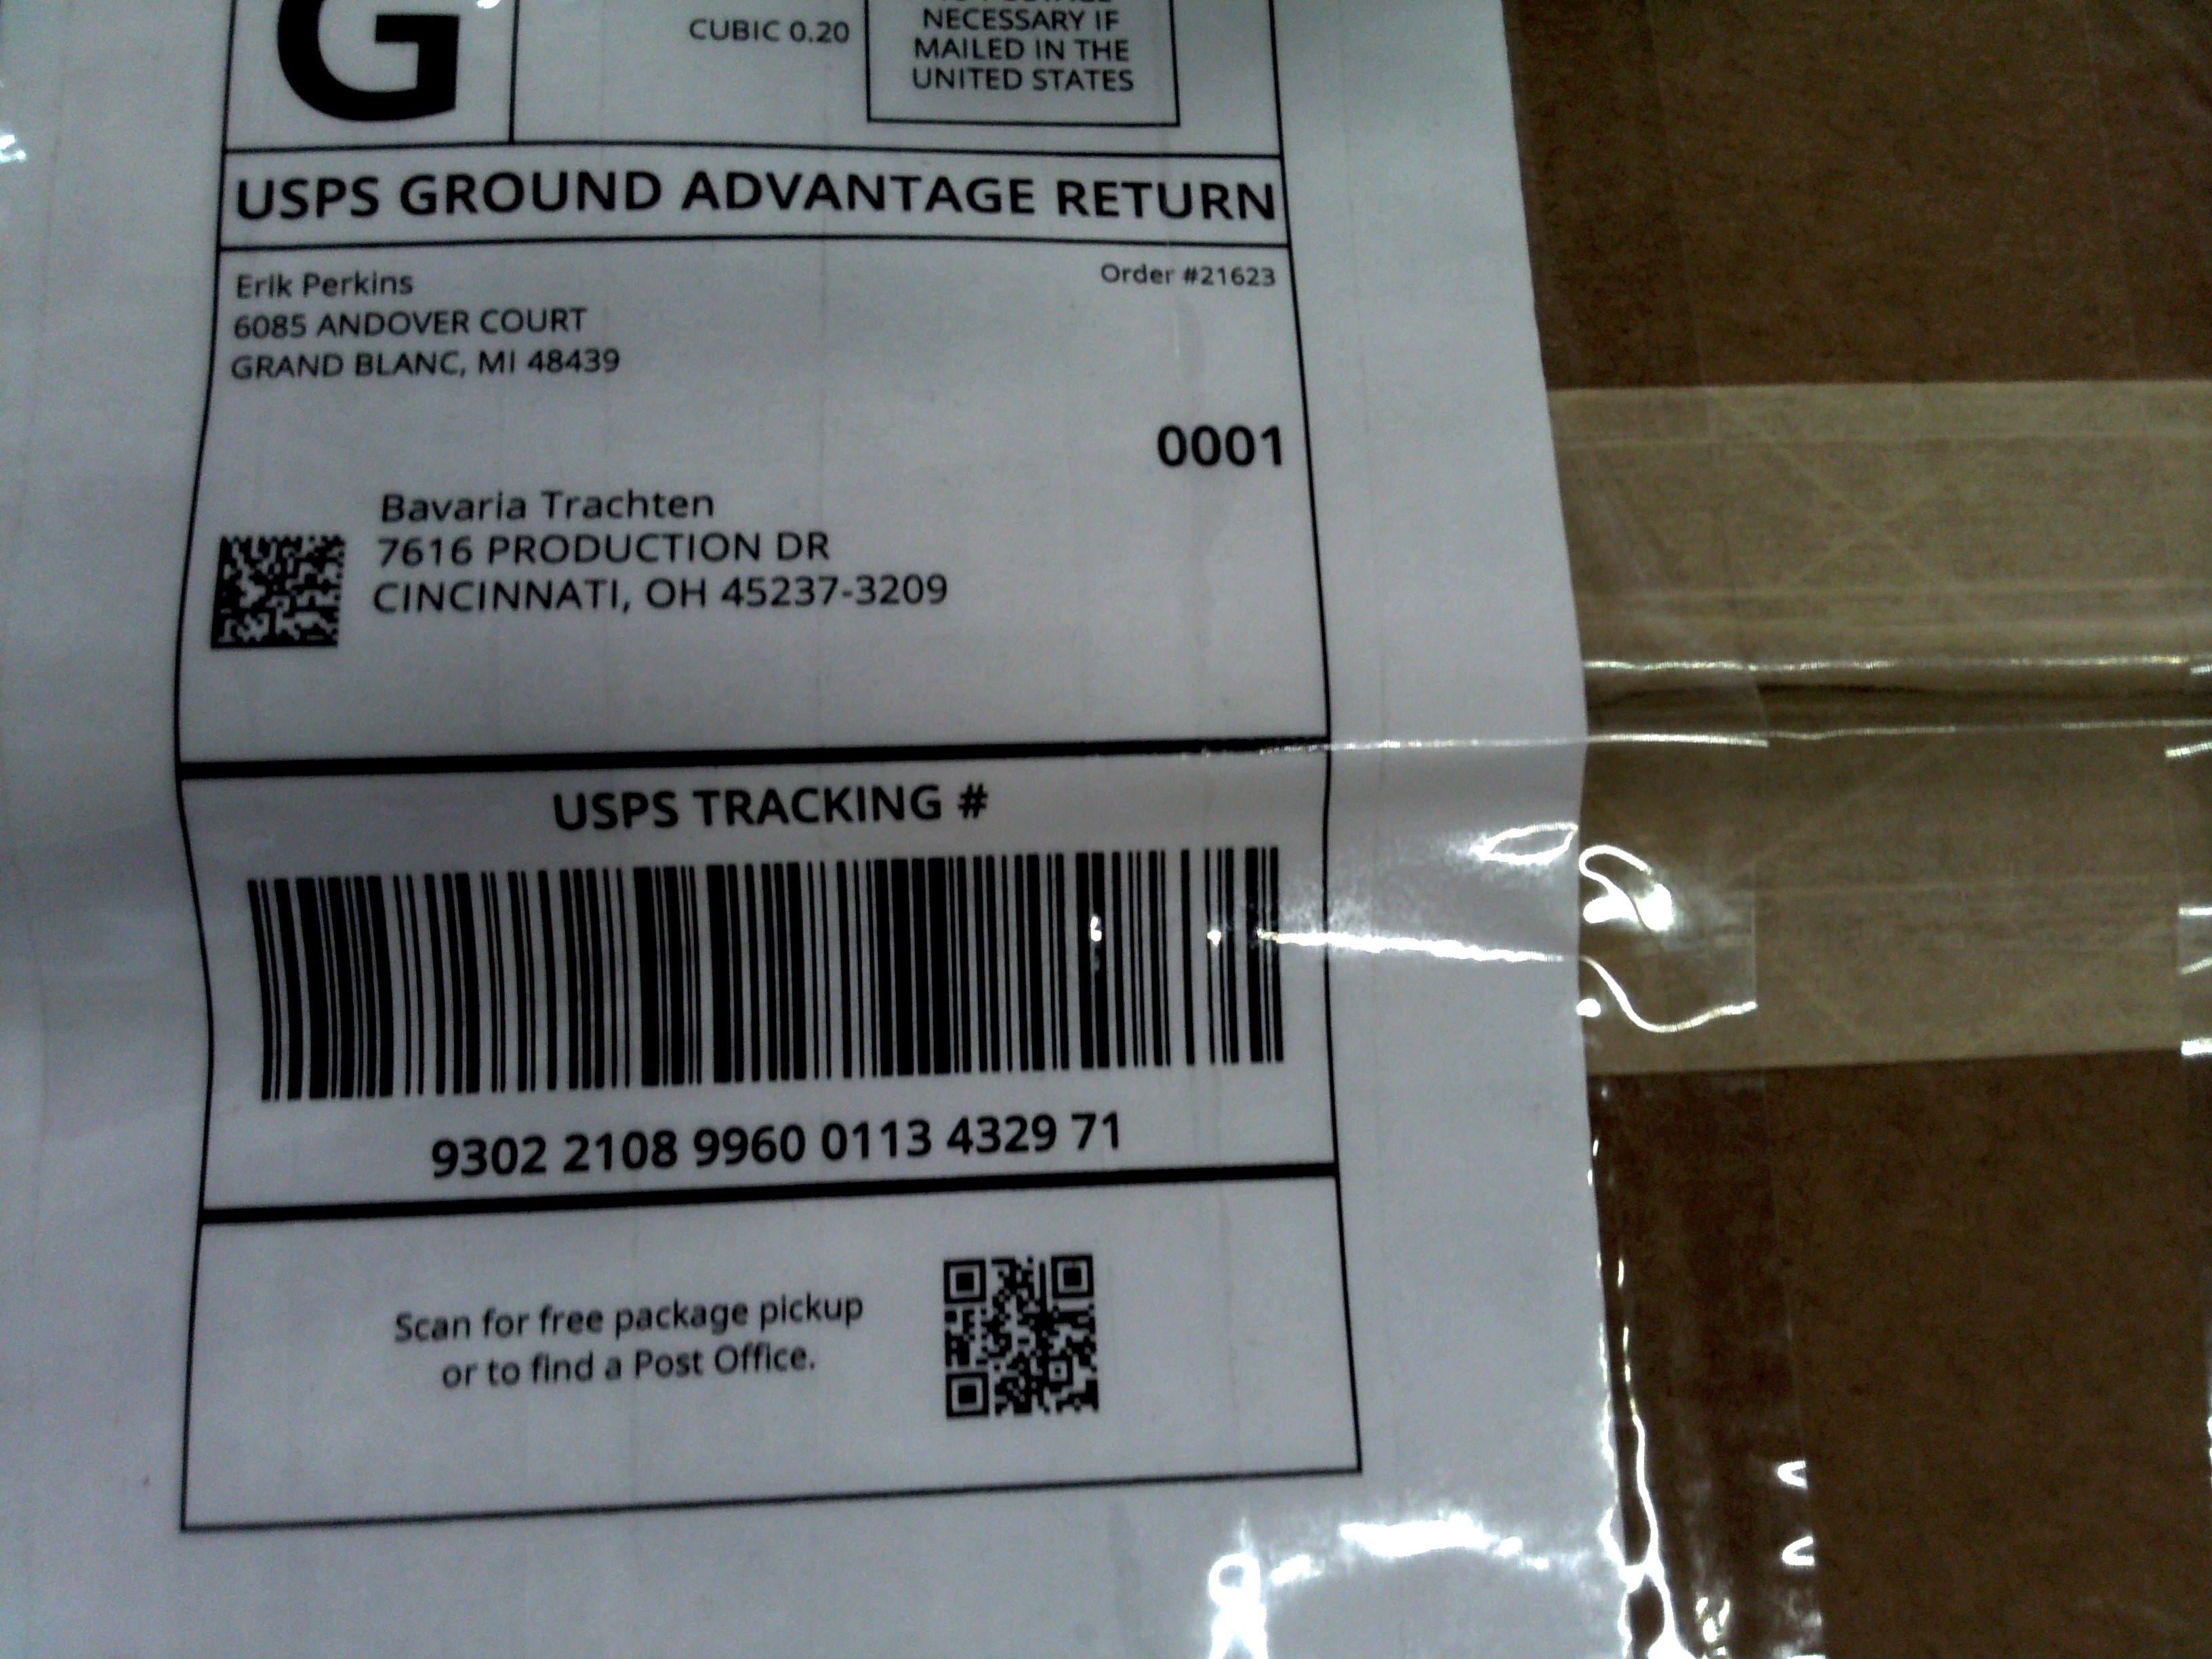 G
CUBIC 0.20
NECESSARY IF
MAILED IN THE
UNITED STATES
USPS GROUND ADVANTAGE RETURN
Erik Perkins
6085 ANDOVER COURT
GRAND BLANC, MI 48439
Order #21623
0001
Bavaria Trachten
7616 PRODUCTION DR
CINCINNATI, OH 45237-3209
USPS TRACKING #
9302 2108 9960 0113 4329 71
Scan for free package pickup
or to find a Post Office.